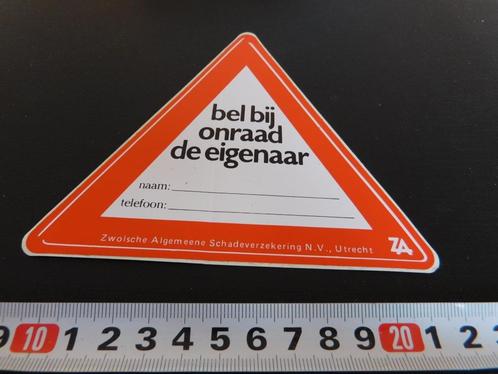 bel bij
onraad
de eigenaar
naam:
telefoon:
Zwolsche Algemeene Schadeverzekering N.V., Utrecht
ZA
9 10 1 2 3 4 5 6 7 8 9 20 1 2 3